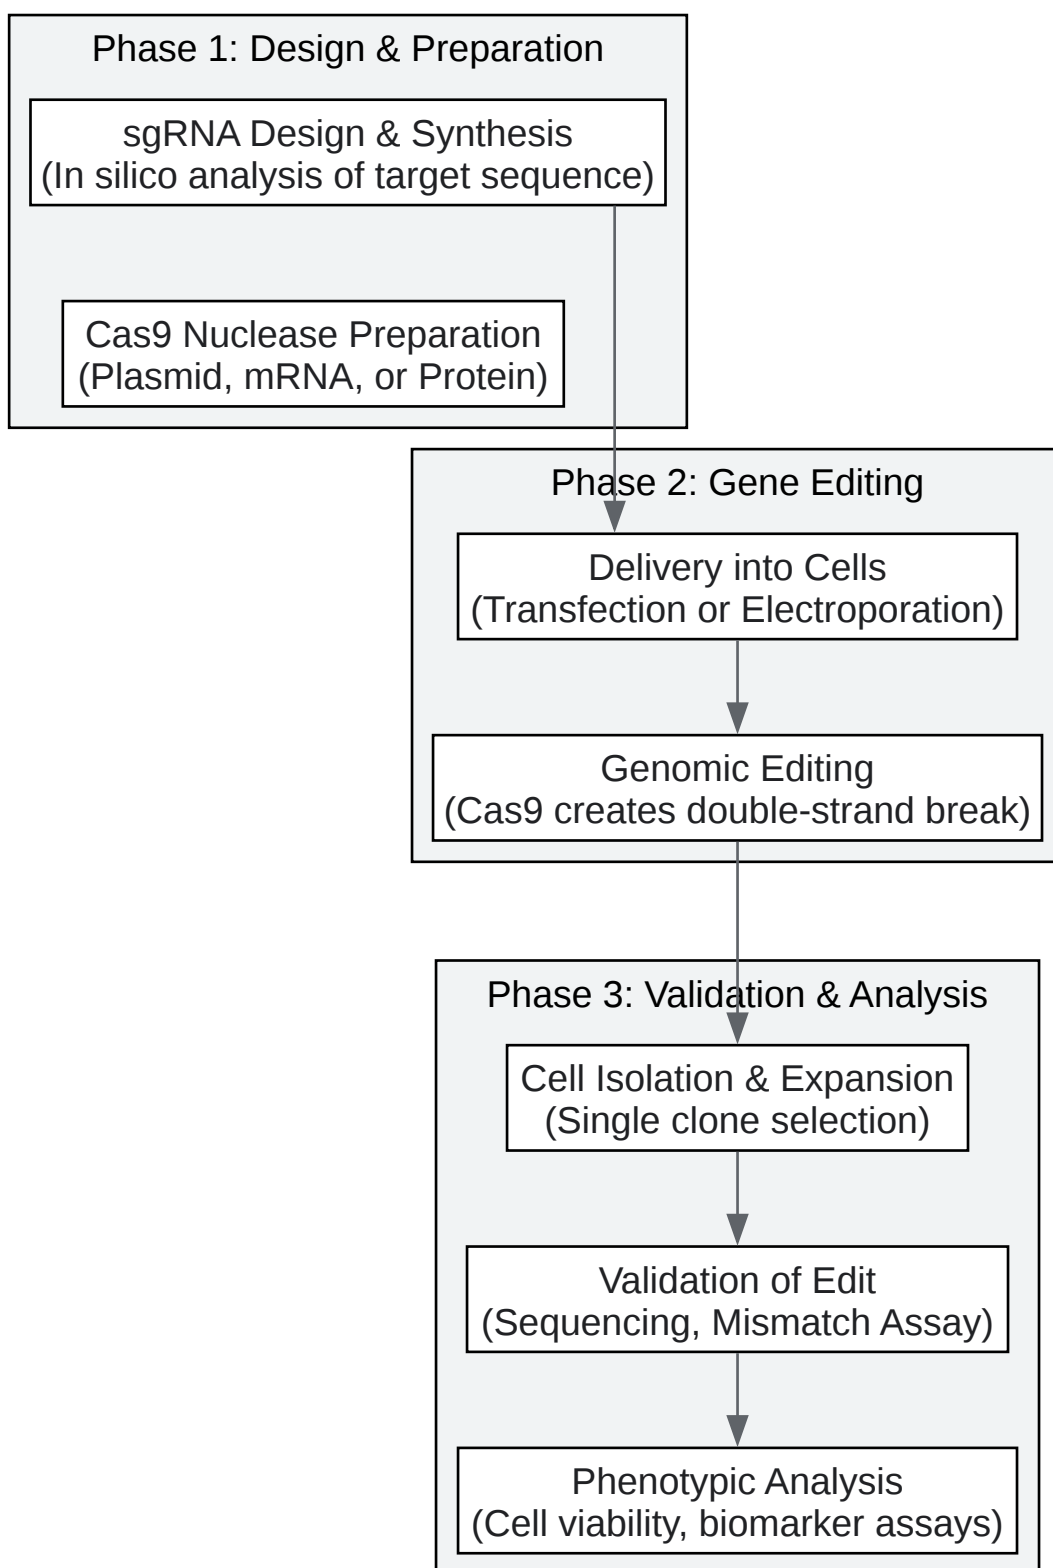 Phase 1: Design & Preparation
sgRNA Design & Synthesis
(In silico analysis of target sequence)
Cas9 Nuclease Preparation
(Plasmid, mRNA, or Protein)
Phase 2: Gene Editing
Delivery into Cells
(Transfection or Electroporation)
Genomic Editing
(Cas9 creates double-strand break)
Phase 3: Validation & Analysis
Cell Isolation & Expansion
(Single clone selection)
Validation of Edit
(Sequencing, Mismatch Assay)
Phenotypic Analysis
(Cell viability, biomarker assays)